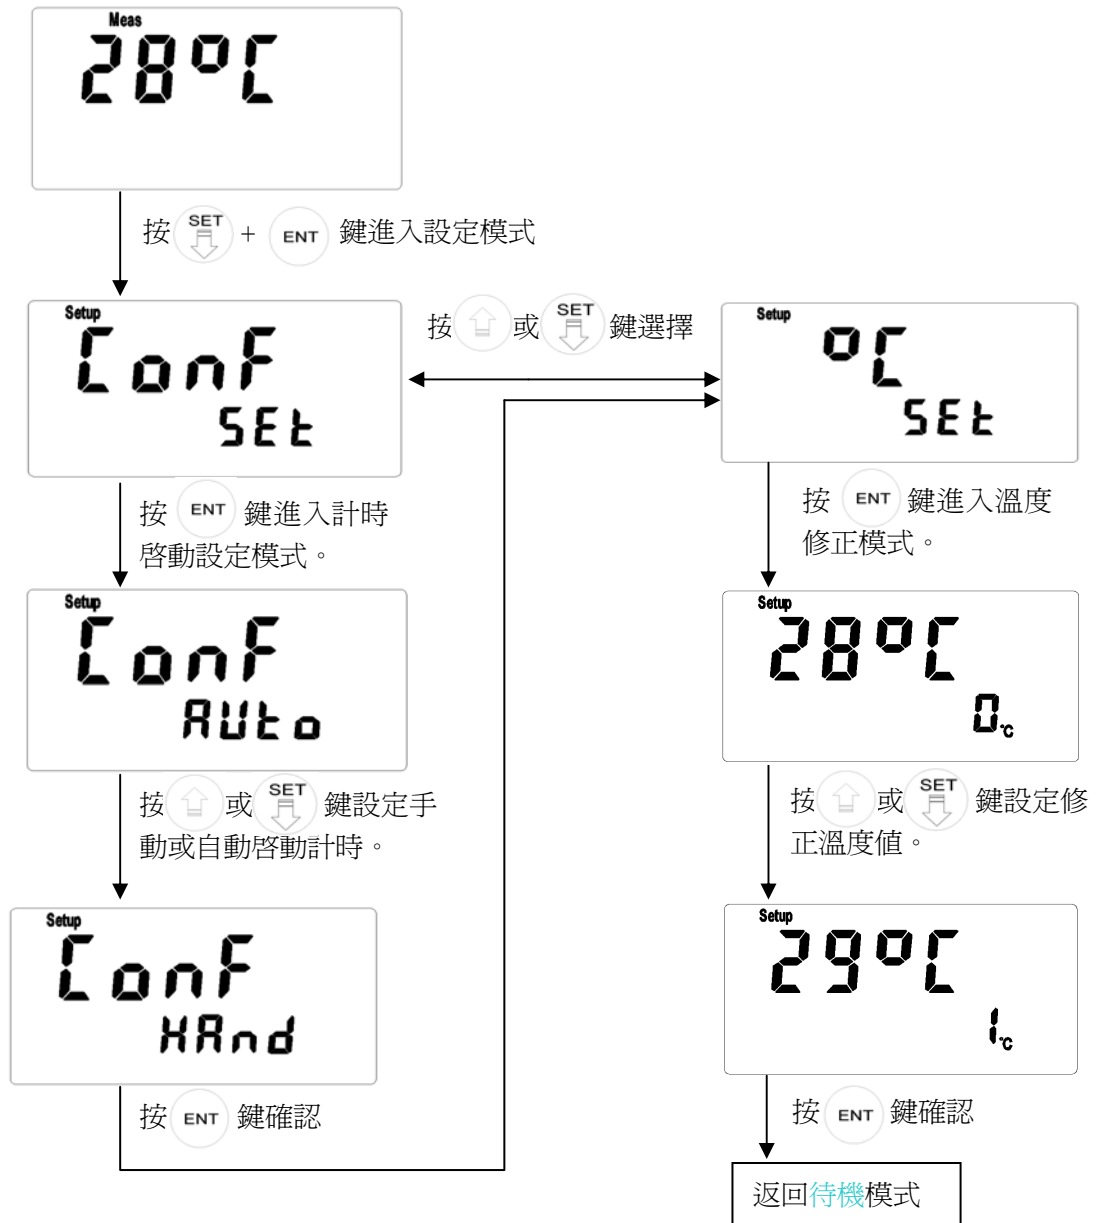 Meas
28°C
按 SET + ENT 鍵進入設定模式
Setup
ConF
SEt
按 或 SET 鍵選擇
Setup
°C
SEt
按 ENT 鍵進入計時
啓動設定模式。
Setup
ConF
AUto
按 或 SET 鍵設定手
動或自動啓動計時。
Setup
ConF
HAnd
按 ENT 鍵確認
按 ENT 鍵進入溫度
修正模式。
Setup
28°C
0℃
按 或 SET 鍵設定修
正溫度值。
Setup
29°C
1℃
按 ENT 鍵確認
返回待機模式